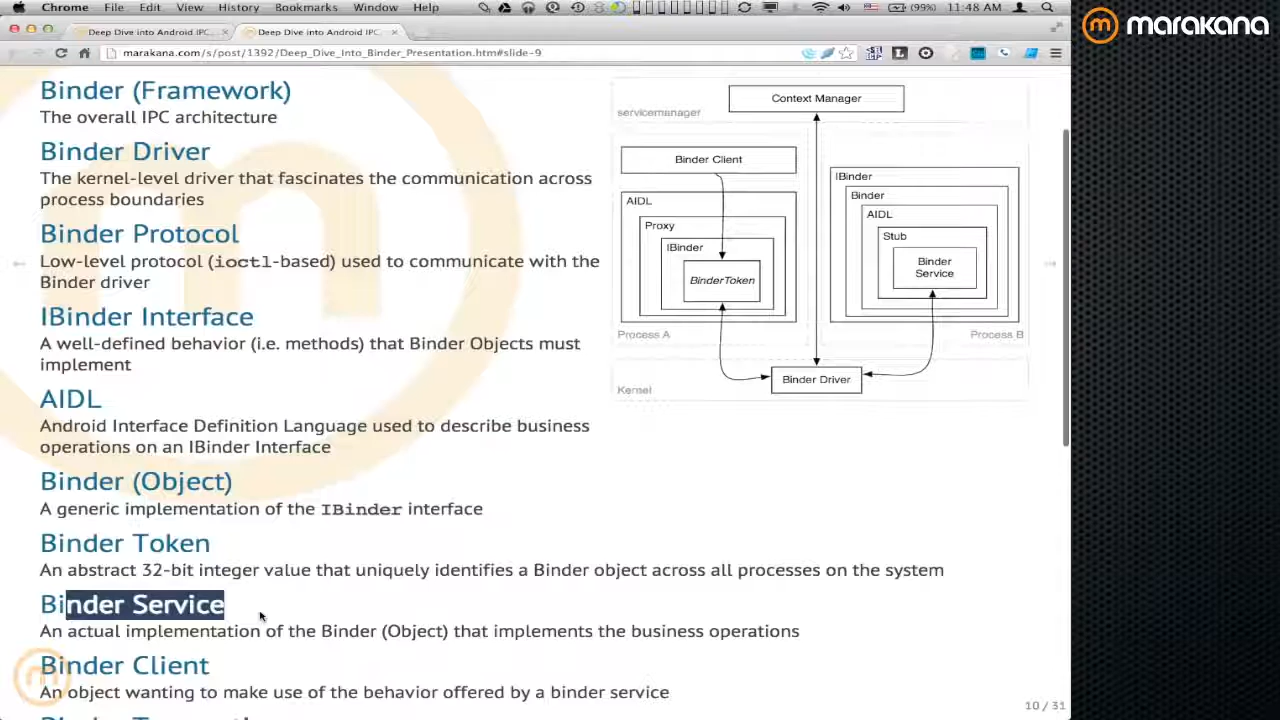 Chrome File Edit View History Bookmarks Window Help (99%) 11:48 AM
Deep Dive into Android IPC Deep Dive into Android IPC
marakana.com/s/post/1392/Deep_Dive_Into_Binder_Presentation.htm#slide-9
marakana
Binder (Framework)
The overall IPC architecture
Binder Driver
The kernel-level driver that fascinates the communication across
process boundaries
Binder Protocol
Low-level protocol (ioctl-based) used to communicate with the
Binder driver
IBinder Interface
A well-defined behavior (i.e. methods) that Binder Objects must
implement
AIDL
Android Interface Definition Language used to describe business
operations on an IBinder Interface
Binder (Object)
A generic implementation of the IBinder interface
Binder Token
An abstract 32-bit integer value that uniquely identifies a Binder object across all processes on the system
Binder Service
An actual implementation of the Binder (Object) that implements the business operations
Binder Client
An object wanting to make use of the behavior offered by a binder service
Context Manager
servicemanager
Binder Client
AIDL
Proxy
IBinder
BinderToken
Process A
IBinder
Binder
AIDL
Stub
Binder
Service
Process B
Binder Driver
Kernel
10 / 31